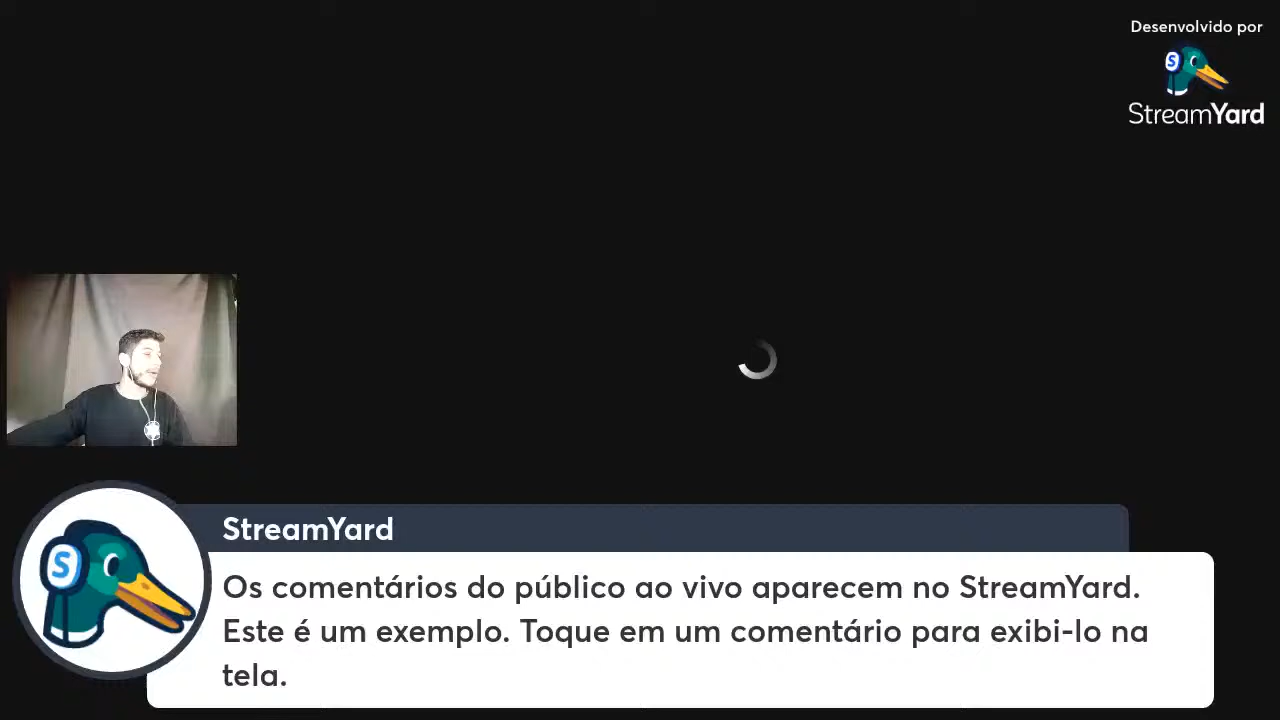 Desenvolvido por
S
StreamYard
S
StreamYard
Os comentários do público ao vivo aparecem no StreamYard.
Este é um exemplo. Toque em um comentário para exibi-lo na
tela.